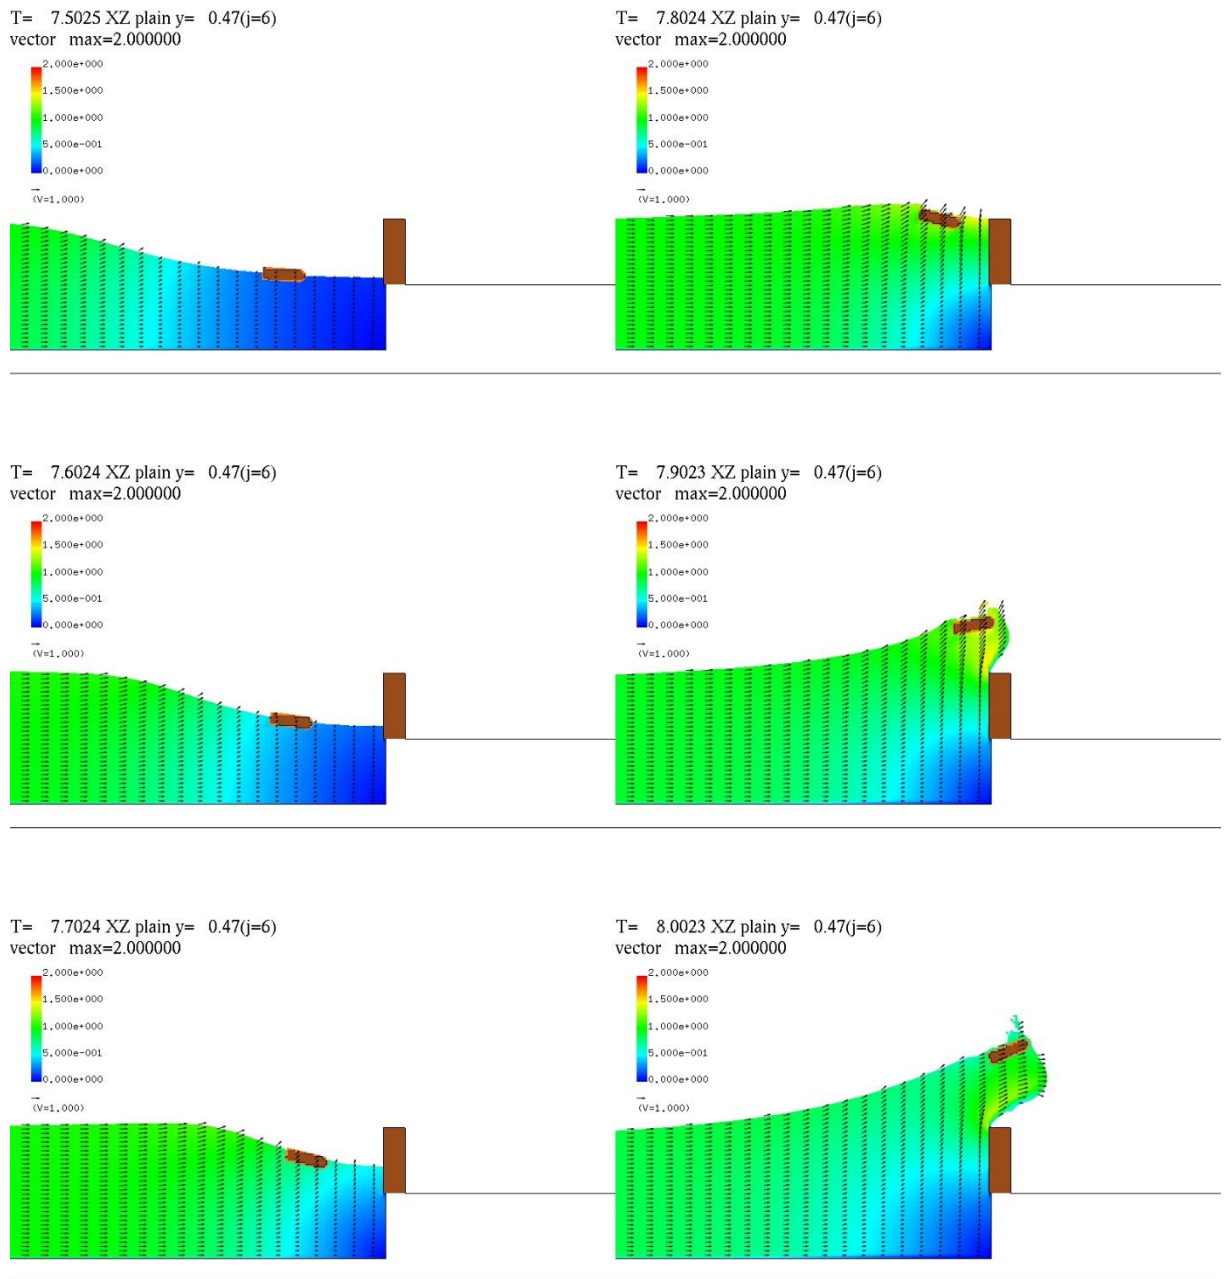 T= 7.5025 XZ plain y= 0.47(j=6)
vector max=2.000000
2.000e+000
1.500e+000
1.000e+000
5.000e-001
0.000e+000
(V=1.000)
T= 7.8024 XZ plain y= 0.47(j=6)
vector max=2.000000
2.000e+000
1.500e+000
1.000e+000
5.000e-001
0.000e+000
(V=1.000)
T= 7.6024 XZ plain y= 0.47(j=6)
vector max=2.000000
2.000e+000
1.500e+000
1.000e+000
5.000e-001
0.000e+000
(V=1.000)
T= 7.9023 XZ plain y= 0.47(j=6)
vector max=2.000000
2.000e+000
1.500e+000
1.000e+000
5.000e-001
0.000e+000
(V=1.000)
T= 7.7024 XZ plain y= 0.47(j=6)
vector max=2.000000
2.000e+000
1.500e+000
1.000e+000
5.000e-001
0.000e+000
(V=1.000)
T= 8.0023 XZ plain y= 0.47(j=6)
vector max=2.000000
2.000e+000
1.500e+000
1.000e+000
5.000e-001
0.000e+000
(V=1.000)